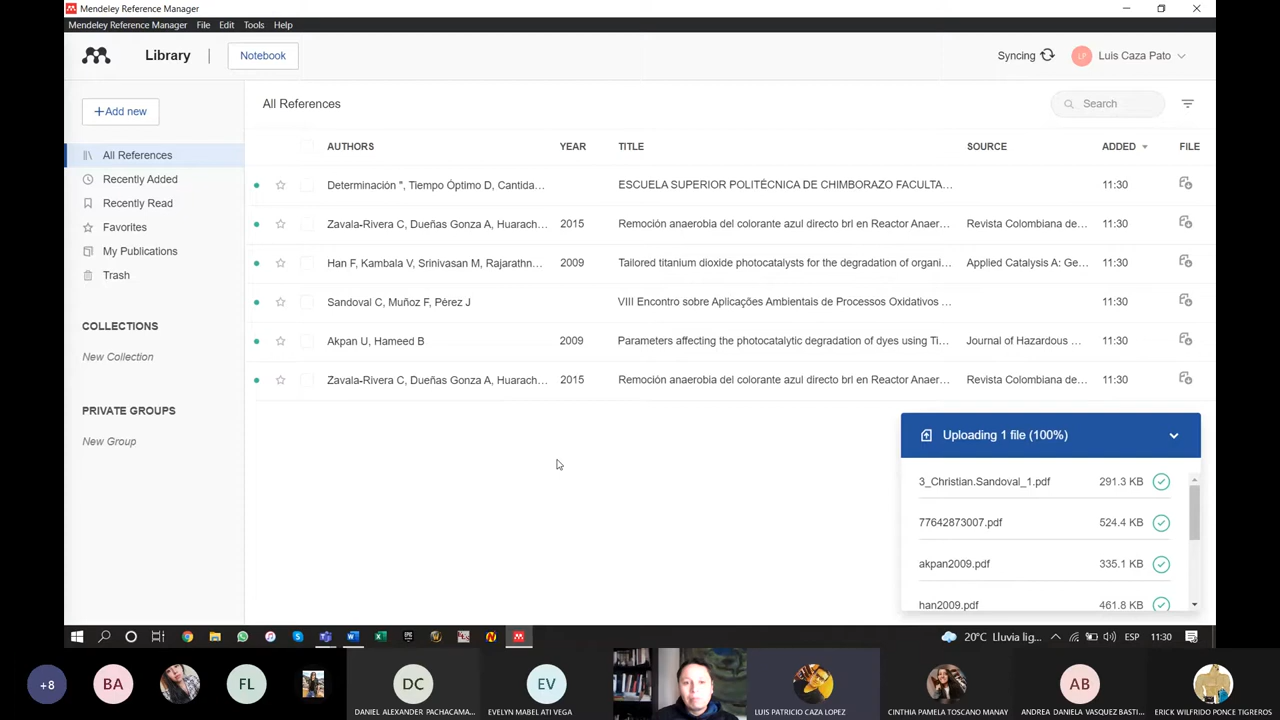 Mendeley Reference Manager
Mendeley Reference Manager File Edit Tools Help
Library | Notebook Syncing Luis Caza Pato
+Add new
All References
Search
All References
Recently Added
Recently Read
Favorites
My Publications
Trash
COLLECTIONS
New Collection
PRIVATE GROUPS
New Group
AUTHORS YEAR TITLE SOURCE ADDED FILE
Determinación ", Tiempo Óptimo D, Cantida... ESCUELA SUPERIOR POLITÉCNICA DE CHIMBORAZO FACULTA... 11:30
Zavala-Rivera C, Dueñas Gonza A, Huarach... 2015 Remoción anaerobia del colorante azul directo brl en Reactor Anaer... Revista Colombiana de... 11:30
Han F, Kambala V, Srinivasan M, Rajarathn... 2009 Tailored titanium dioxide photocatalysts for the degradation of organi... Applied Catalysis A: Ge... 11:30
Sandoval C, Muñoz F, Pérez J VIII Encontro sobre Aplicações Ambientais de Processos Oxidativos ... 11:30
Akpan U, Hameed B 2009 Parameters affecting the photocatalytic degradation of dyes using Ti... Journal of Hazardous ... 11:30
Zavala-Rivera C, Dueñas Gonza A, Huarach... 2015 Remoción anaerobia del colorante azul directo brl en Reactor Anaer... Revista Colombiana de... 11:30
Uploading 1 file (100%)
3_Christian.Sandoval_1.pdf 291.3 KB
77642873007.pdf 524.4 KB
akpan2009.pdf 335.1 KB
han2009.pdf 461.8 KB
20°C Lluvia lig... ESP 11:30
+8 BA FL DC EV AB
DANIEL ALEXANDER PACHACAMA... EVELYN MABEL ATI VEGA LUIS PATRICIO CAZA LOPEZ CINTHIA PAMELA TOSCANO MANAY ANDREA DANIELA VASQUEZ BASTI... ERICK WILFRIDO PONCE TIGREROS